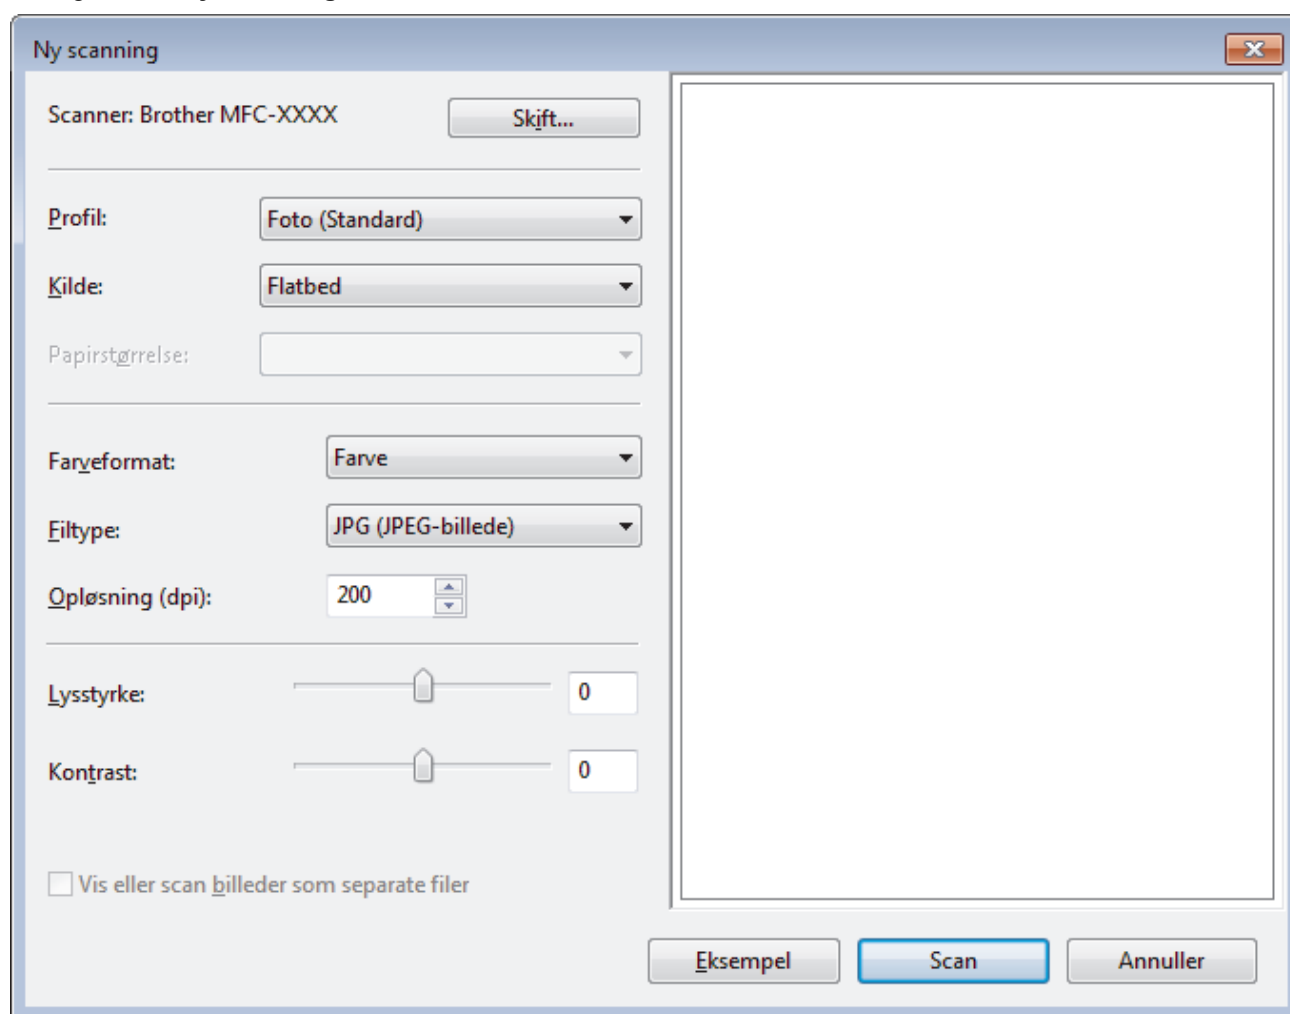 Ny scanning
Scanner: Brother MFC-XXXX
Skift...
Profil:
Foto (Standard)
Kilde:
Flatbed
Papirstørrelse:
Farveformat:
Farve
Filtype:
JPG (JPEG-billede)
Opløsning (dpi):
200
Lysstyrke:
0
Kontrast:
0
Vis eller scan billeder som separate filer
Eksempel
Scan
Annuller